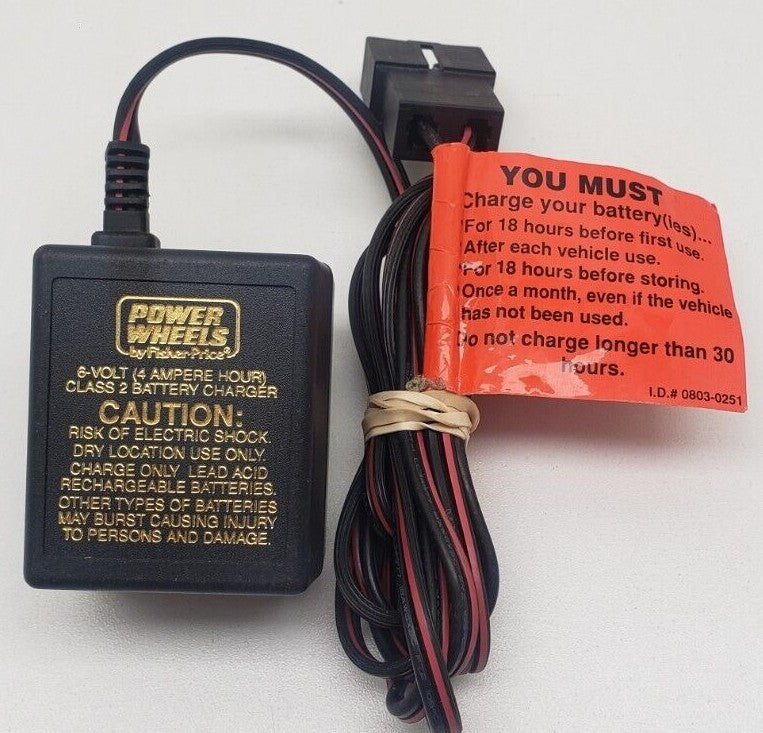 POWER
WHEELS
by Fisher-Price®
6-VOLT (4 AMPERE HOUR)
CLASS 2 BATTERY CHARGER
CAUTION:
RISK OF ELECTRIC SHOCK.
DRY LOCATION USE ONLY.
CHARGE ONLY LEAD ACID
RECHARGEABLE BATTERIES.
OTHER TYPES OF BATTERIES
MAY BURST CAUSING INJURY
TO PERSONS AND DAMAGE.
YOU MUST
Charge your battery(ies)...
*For 18 hours before first use.
*After each vehicle use.
*For 18 hours before storing.
*Once a month, even if the vehicle
has not been used.
Do not charge longer than 30
hours.
I.D.# 0803-0251